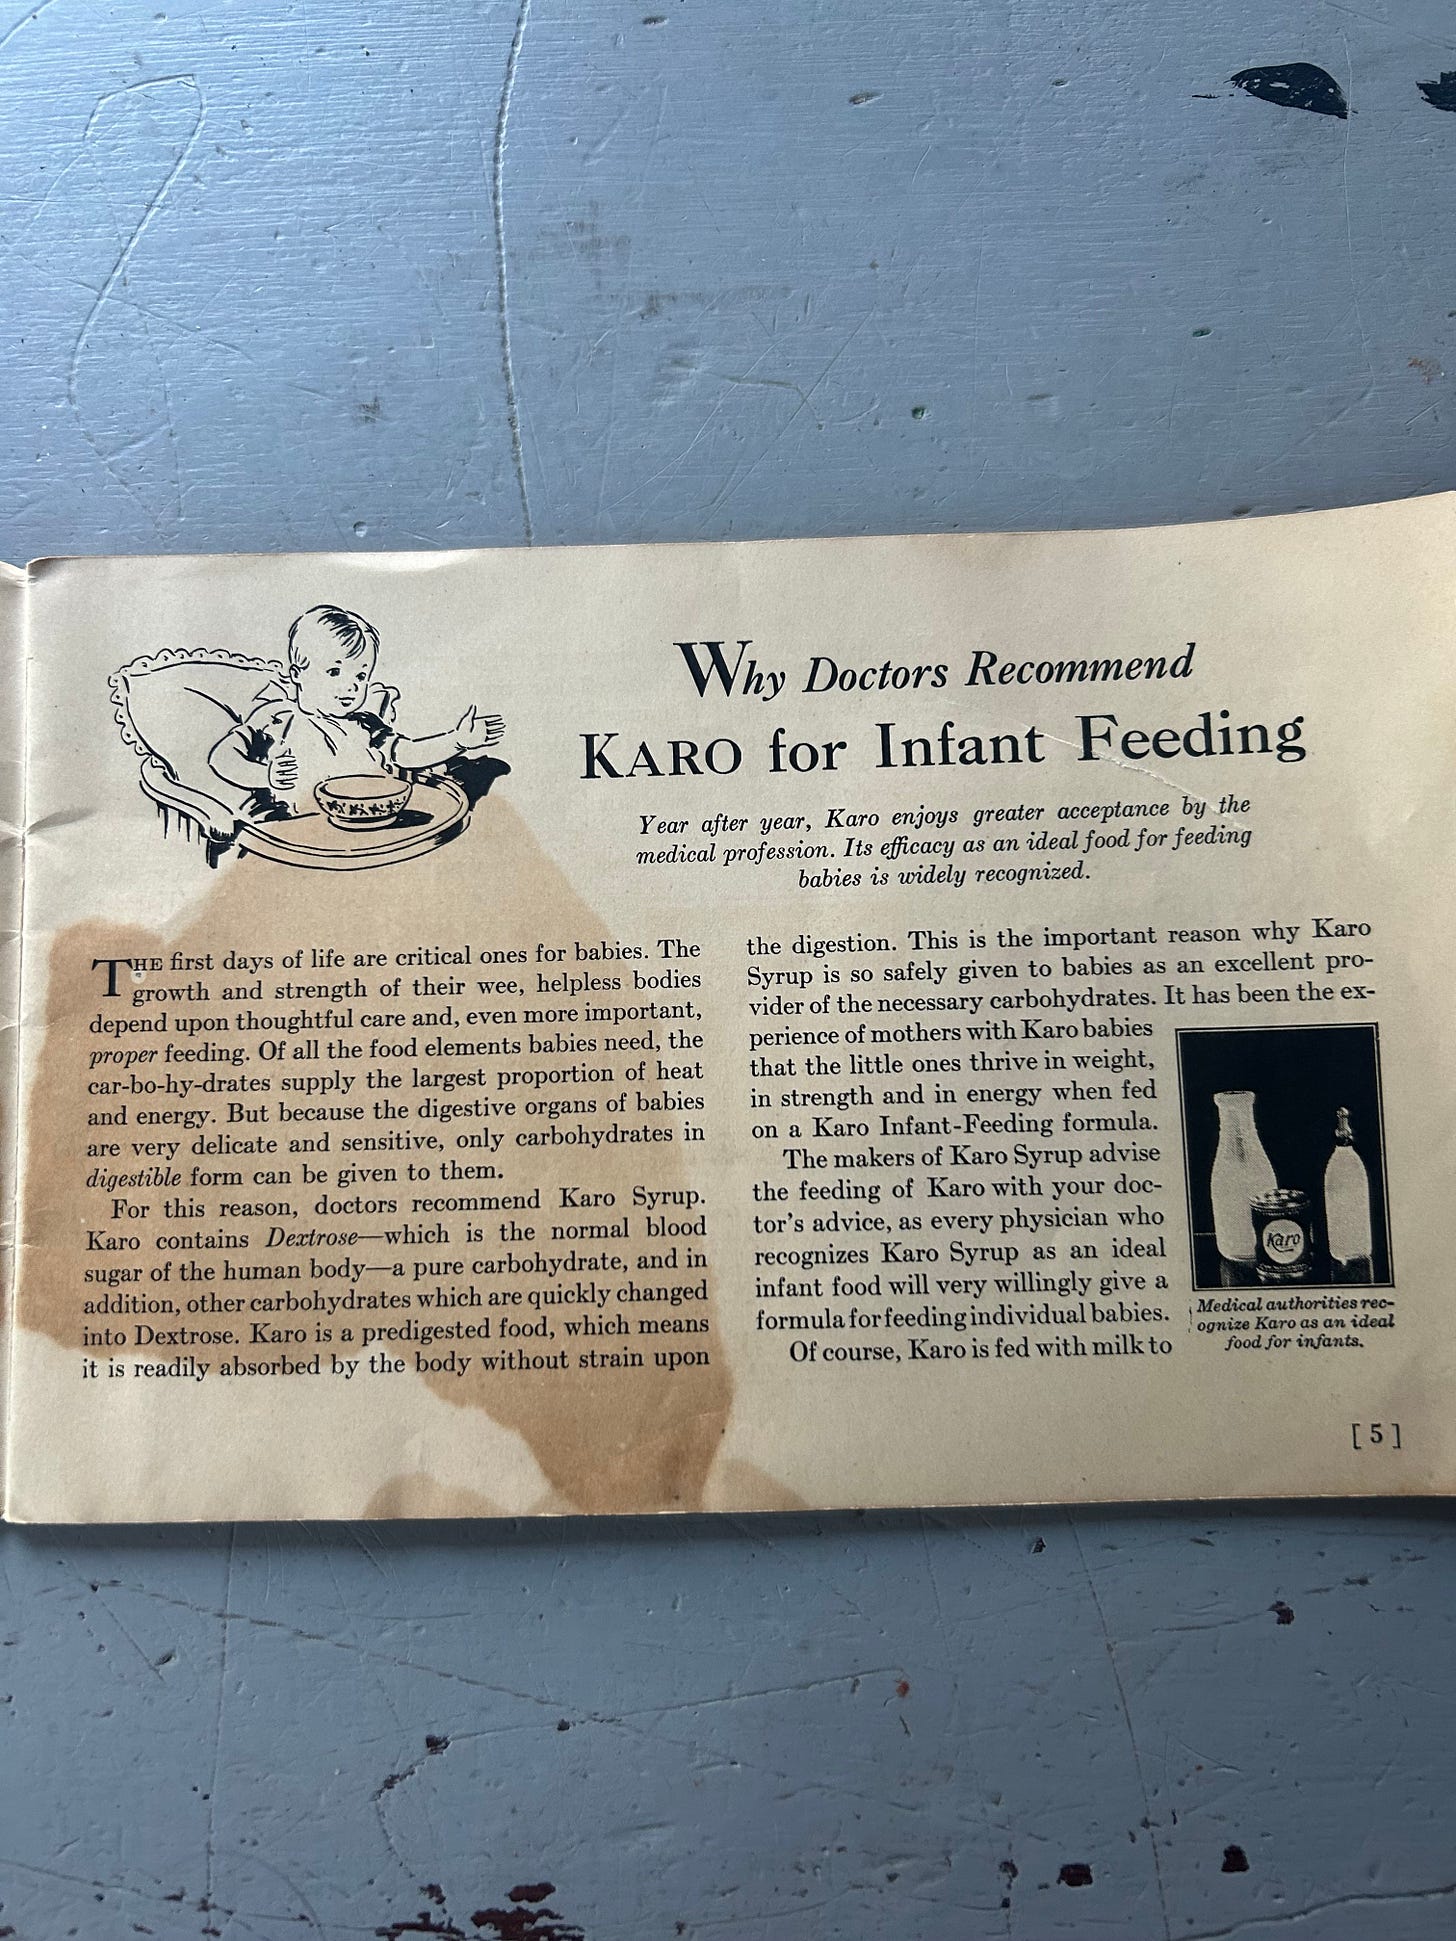 Why Doctors Recommend
KARO for Infant Feeding
Year after year, Karo enjoys greater acceptance by the
medical profession. Its efficacy as an ideal food for feeding
babies is widely recognized.
THE first days of life are critical ones for babies. The
growth and strength of their wee, helpless bodies
depend upon thoughtful care and, even more important,
proper feeding. Of all the food elements babies need, the
car-bo-hy-drates supply the largest proportion of heat
and energy. But because the digestive organs of babies
are very delicate and sensitive, only carbohydrates in
digestible form can be given to them.
For this reason, doctors recommend Karo Syrup.
Karo contains Dextrose—which is the normal blood
sugar of the human body—a pure carbohydrate, and in
addition, other carbohydrates which are quickly changed
into Dextrose. Karo is a predigested food, which means
it is readily absorbed by the body without strain upon
the digestion. This is the important reason why Karo
Syrup is so safely given to babies as an excellent pro-
vider of the necessary carbohydrates. It has been the ex-
perience of mothers with Karo babies
that the little ones thrive in weight,
in strength and in energy when fed
on a Karo Infant-Feeding formula.
The makers of Karo Syrup advise
the feeding of Karo with your doc-
tor's advice, as every physician who
recognizes Karo Syrup as an ideal
infant food will very willingly give a
formula for feeding individual babies.
Of course, Karo is fed with milk to
Karo
Medical authorities rec-
ognize Karo as an ideal
food for infants.
[ 5 ]